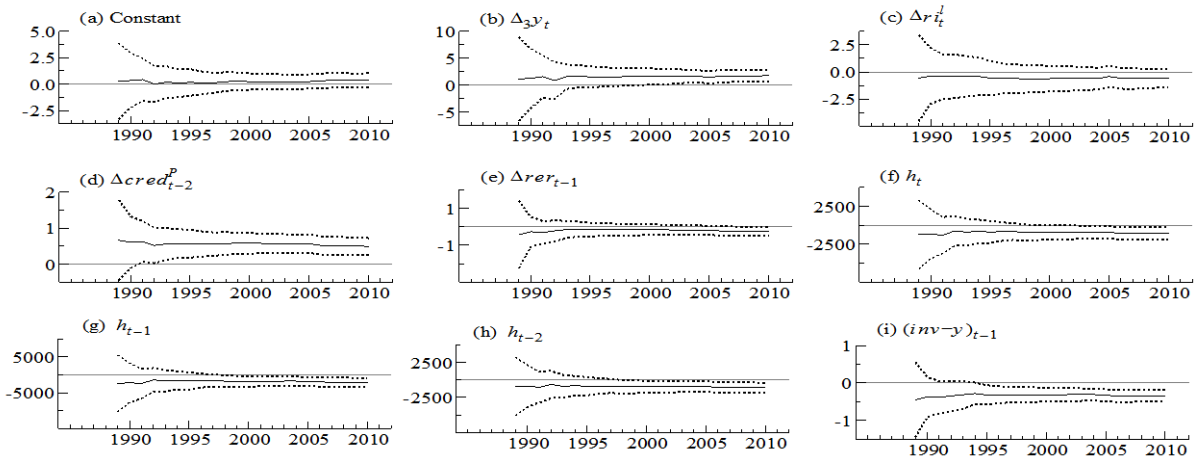 (a) Constant
5.0
2.5
0.0
-2.5
1990 1995 2000 2005 2010
(b) Δ₃yₜ
10
5
0
-5
1990 1995 2000 2005 2010
(c) Δriₜˡ
2.5
0.0
-2.5
1990 1995 2000 2005 2010
(d) Δcredᴾₜ₋₂
2
1
0
1990 1995 2000 2005 2010
(e) Δrerₜ₋₁
1
-1
1990 1995 2000 2005 2010
(f) hₜ
2500
-2500
1990 1995 2000 2005 2010
(g) hₜ₋₁
5000
-5000
1990 1995 2000 2005 2010
(h) hₜ₋₂
2500
-2500
1990 1995 2000 2005 2010
(i) (inv−y)ₜ₋₁
1
0
-1
1990 1995 2000 2005 2010